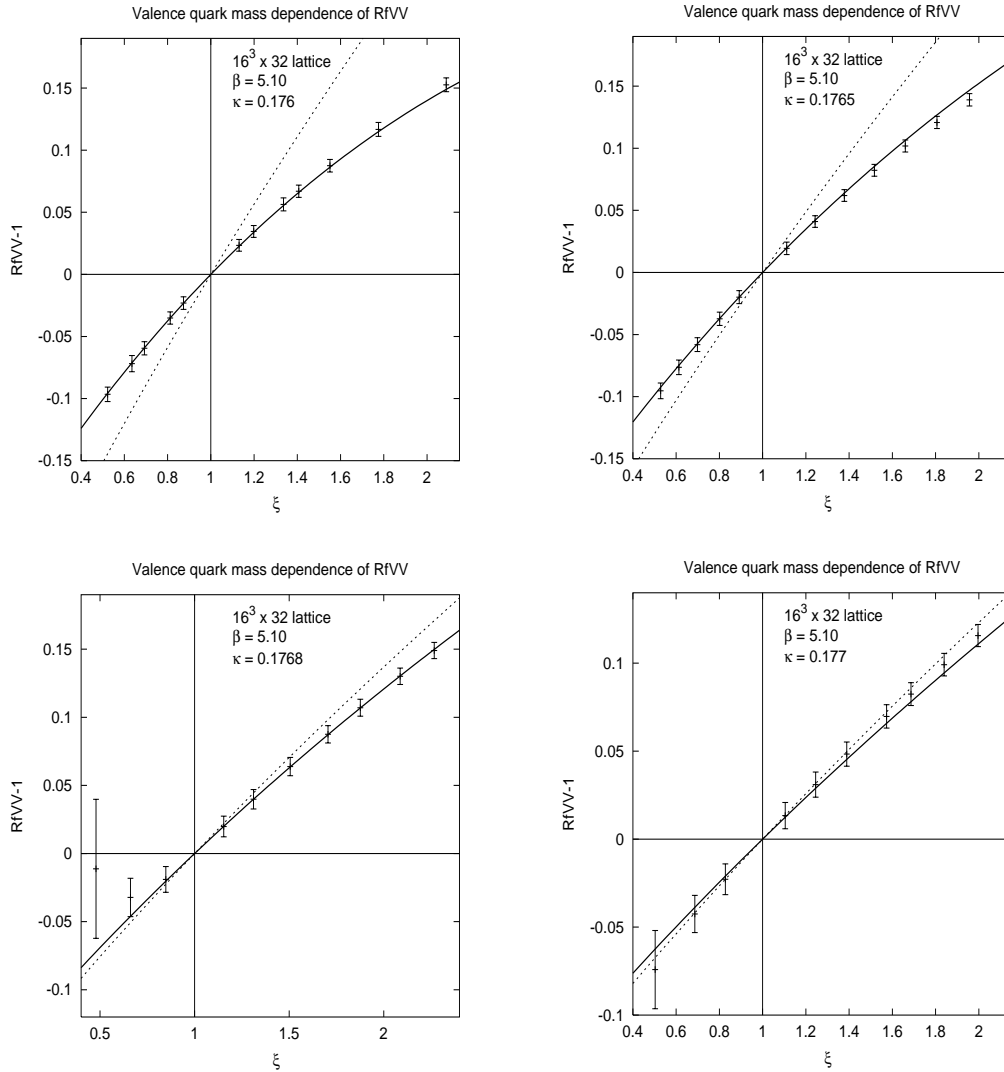 Valence quark mass dependence of RfVV
16³ x 32 lattice
β = 5.10
κ = 0.176
0.15
0.1
0.05
0
-0.05
-0.1
-0.15
RfVV-1
0.4 0.6 0.8 1 1.2 1.4 1.6 1.8 2
ξ
Valence quark mass dependence of RfVV
16³ x 32 lattice
β = 5.10
κ = 0.1765
0.15
0.1
0.05
0
-0.05
-0.1
-0.15
RfVV-1
0.4 0.6 0.8 1 1.2 1.4 1.6 1.8 2
ξ
Valence quark mass dependence of RfVV
16³ x 32 lattice
β = 5.10
κ = 0.1768
0.15
0.1
0.05
0
-0.05
-0.1
RfVV-1
0.5 1 1.5 2
ξ
Valence quark mass dependence of RfVV
16³ x 32 lattice
β = 5.10
κ = 0.177
0.1
0.05
0
-0.05
-0.1
RfVV-1
0.4 0.6 0.8 1 1.2 1.4 1.6 1.8 2
ξ